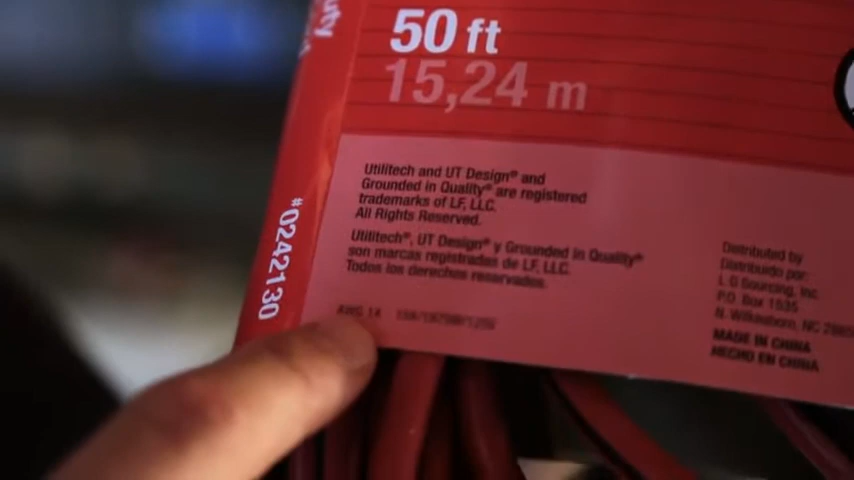 50 ft
15,24 m
Utilitech and UT Design® and
Grounded in Quality® are registered
trademarks of LF, LLC.
All Rights Reserved.
Utilitech®, UT Design® y Grounded in Quality®
son marcas registradas de LF, LLC.
Todos los derechos reservados.
#0242130
Distributed by
Distribuido por:
L G Sourcing, Inc.
P.O. Box 1535
N. Wilkesboro, NC
MADE IN CHINA
HECHO EN CHINA